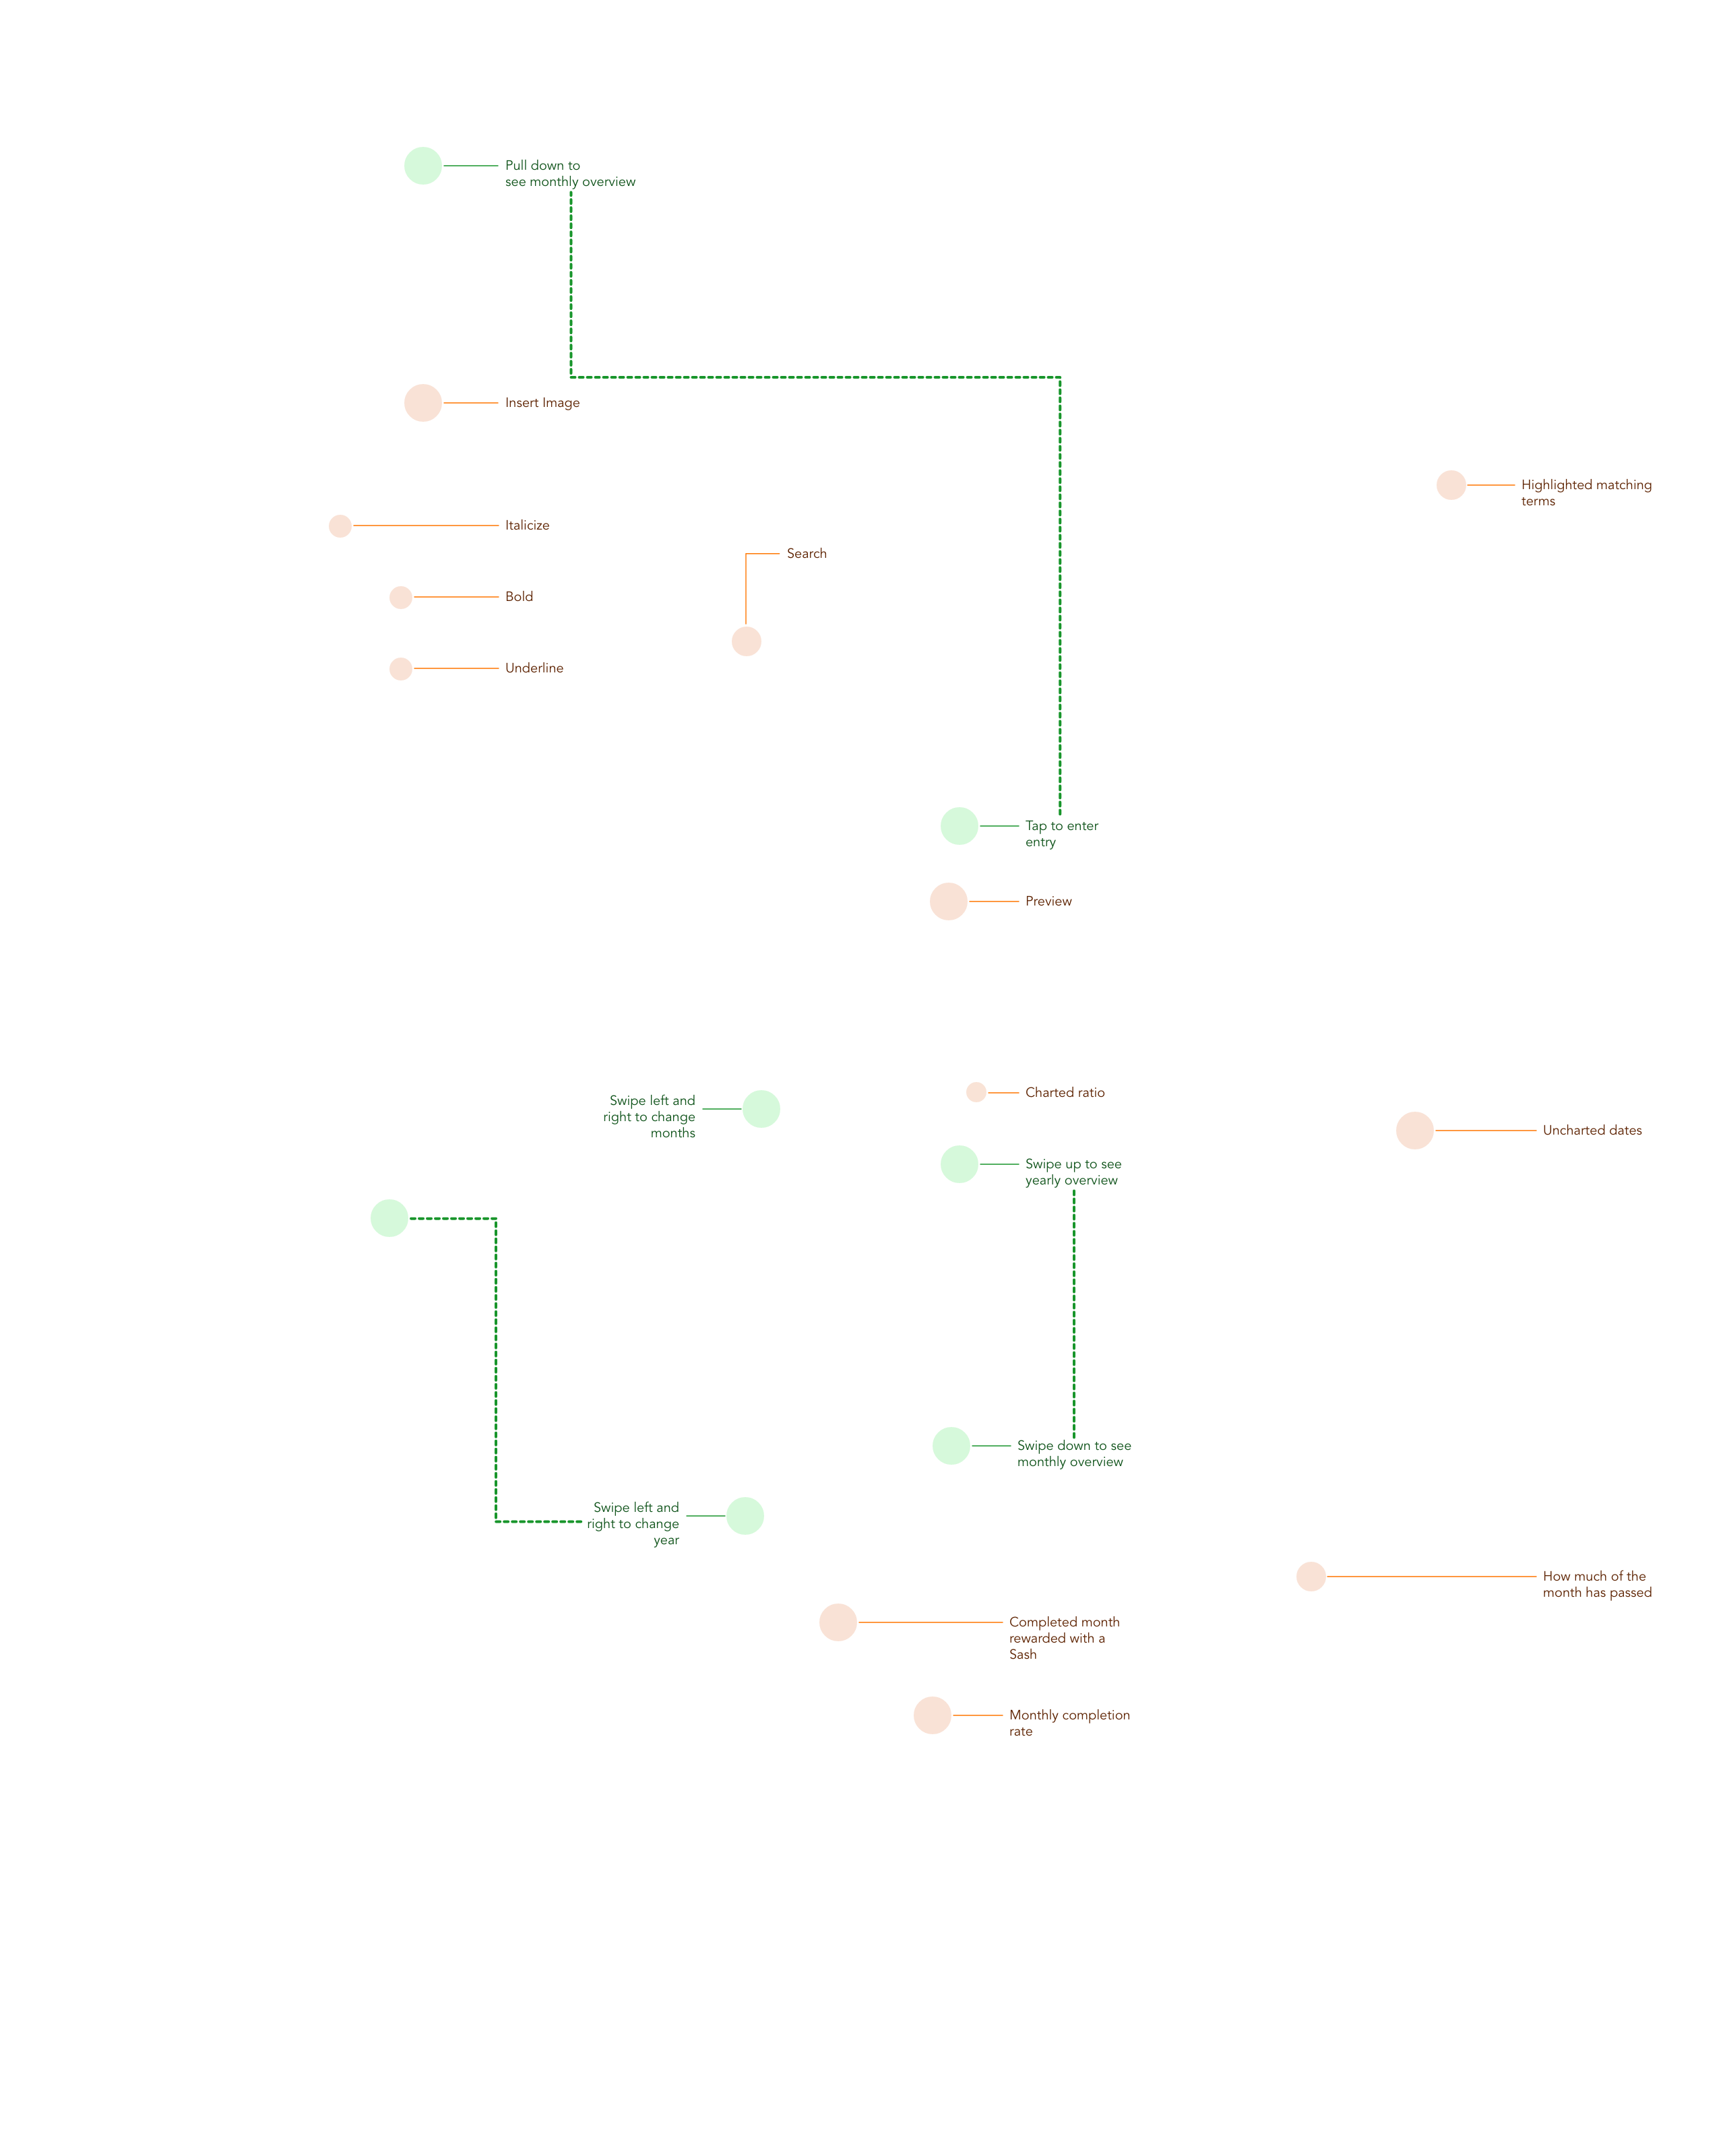 Pull down to
see monthly overview
Insert Image
Highlighted matching
terms
Italicize
Search
Bold
Underline
Tap to enter
entry
Preview
Charted ratio
Swipe left and
right to change
months
Uncharted dates
Swipe up to see
yearly overview
Swipe down to see
monthly overview
Swipe left and
right to change
year
How much of the
month has passed
Completed month
rewarded with a
Sash
Monthly completion
rate